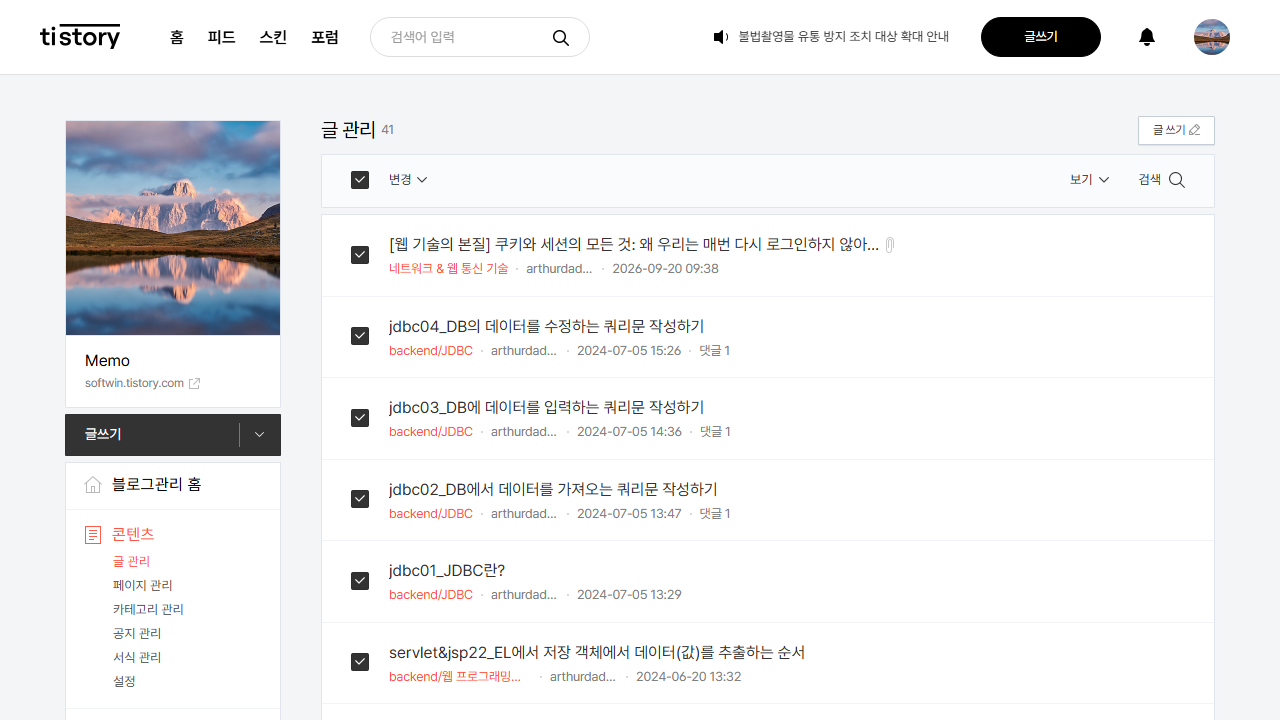 tistory
홈 피드 스킨 포럼
검색어 입력
불법촬영물 유통 방지 조치 대상 확대 안내
글쓰기
Memo
softwin.tistory.com
글쓰기
블로그관리 홈
콘텐츠
글 관리
페이지 관리
카테고리 관리
공지 관리
서식 관리
설정
글 관리 41
글 쓰기
변경
보기
검색
[웹 기술의 본질] 쿠키와 세션의 모든 것: 왜 우리는 매번 다시 로그인하지 않아...
네트워크 & 웹 통신 기술 · arthurdad... · 2026-09-20 09:38
jdbc04_DB의 데이터를 수정하는 쿼리문 작성하기
backend/JDBC · arthurdad... · 2024-07-05 15:26 · 댓글 1
jdbc03_DB에 데이터를 입력하는 쿼리문 작성하기
backend/JDBC · arthurdad... · 2024-07-05 14:36 · 댓글 1
jdbc02_DB에서 데이터를 가져오는 쿼리문 작성하기
backend/JDBC · arthurdad... · 2024-07-05 13:47 · 댓글 1
jdbc01_JDBC란?
backend/JDBC · arthurdad... · 2024-07-05 13:29
servlet&jsp22_EL에서 저장 객체에서 데이터(값)를 추출하는 순서
backend/웹 프로그래밍... · arthurdad... · 2024-06-20 13:32